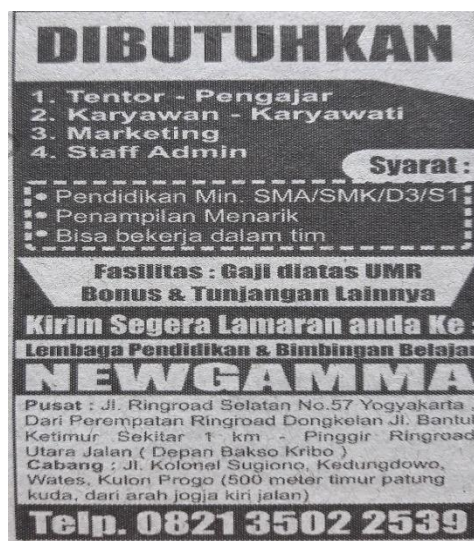 DIBUTUHKAN
1. Tentor - Pengajar
2. Karyawan - Karyawati
3. Marketing
4. Staff Admin
Syarat :
• Pendidikan Min. SMA/SMK/D3/S1
• Penampilan Menarik
• Bisa bekerja dalam tim
Fasilitas : Gaji diatas UMR
Bonus & Tunjangan Lainnya
Kirim Segera Lamaran anda Ke :
Lembaga Pendidikan & Bimbingan Belaja
NEWGAMMA
Pusat : Jl. Ringroad Selatan No.57 Yogyakarta
Dari Perempatan Ringroad Dongkelan Jl. Bantul
Ketimur Sekitar 1 km - Pinggir Ringroad
Utara Jalan ( Depan Bakso Kribo )
Cabang : Jl. Kolonel Sugiono, Kedungdowo,
Wates, Kulon Progo (500 meter timur patung
kuda, dari arah jogja kiri jalan)
Telp. 0821 3502 2539